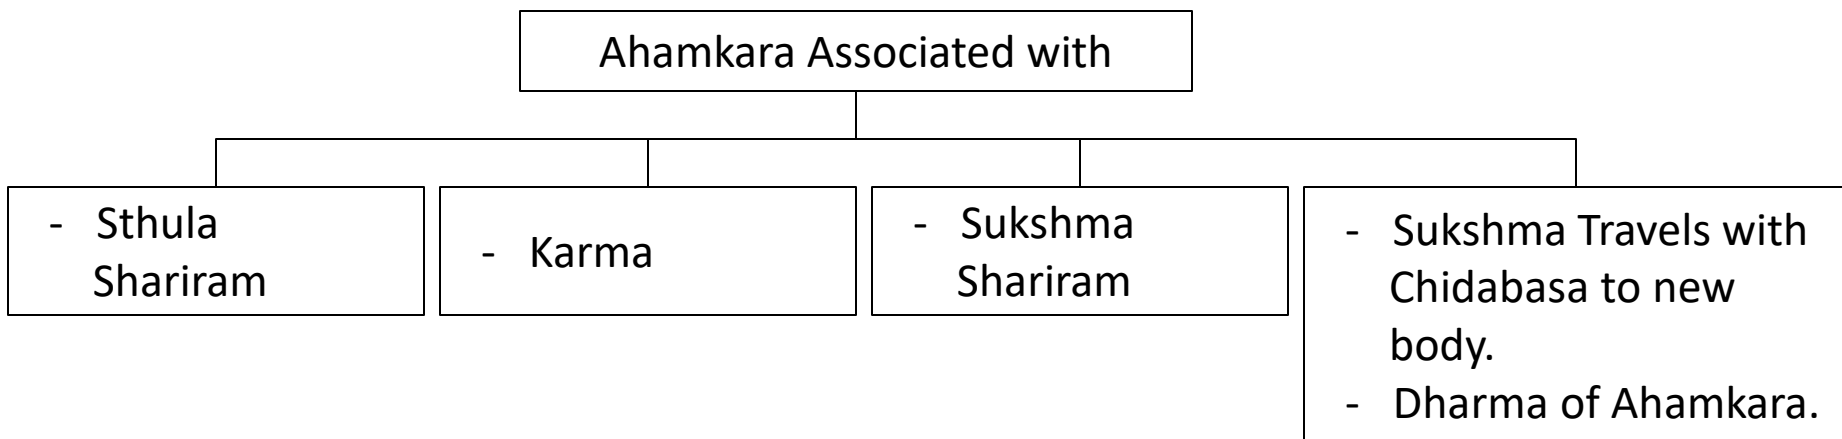 Ahamkara Associated with
- Sthula
Shariram
- Karma
- Sukshma
Shariram
- Sukshma Travels with
Chidabasa to new
body.
- Dharma of Ahamkara.